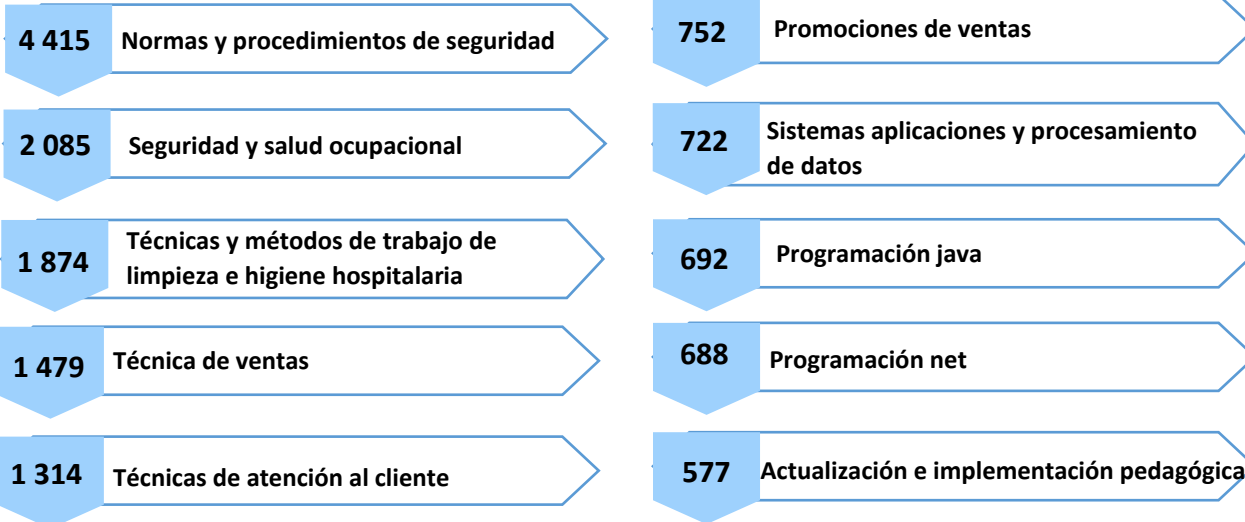 4 415 Normas y procedimientos de seguridad
2 085 Seguridad y salud ocupacional
1 874 Técnicas y métodos de trabajo de
limpieza e higiene hospitalaria
1 479 Técnica de ventas
1 314 Técnicas de atención al cliente
752 Promociones de ventas
722 Sistemas aplicaciones y procesamiento
de datos
692 Programación java
688 Programación net
577 Actualización e implementación pedagógica